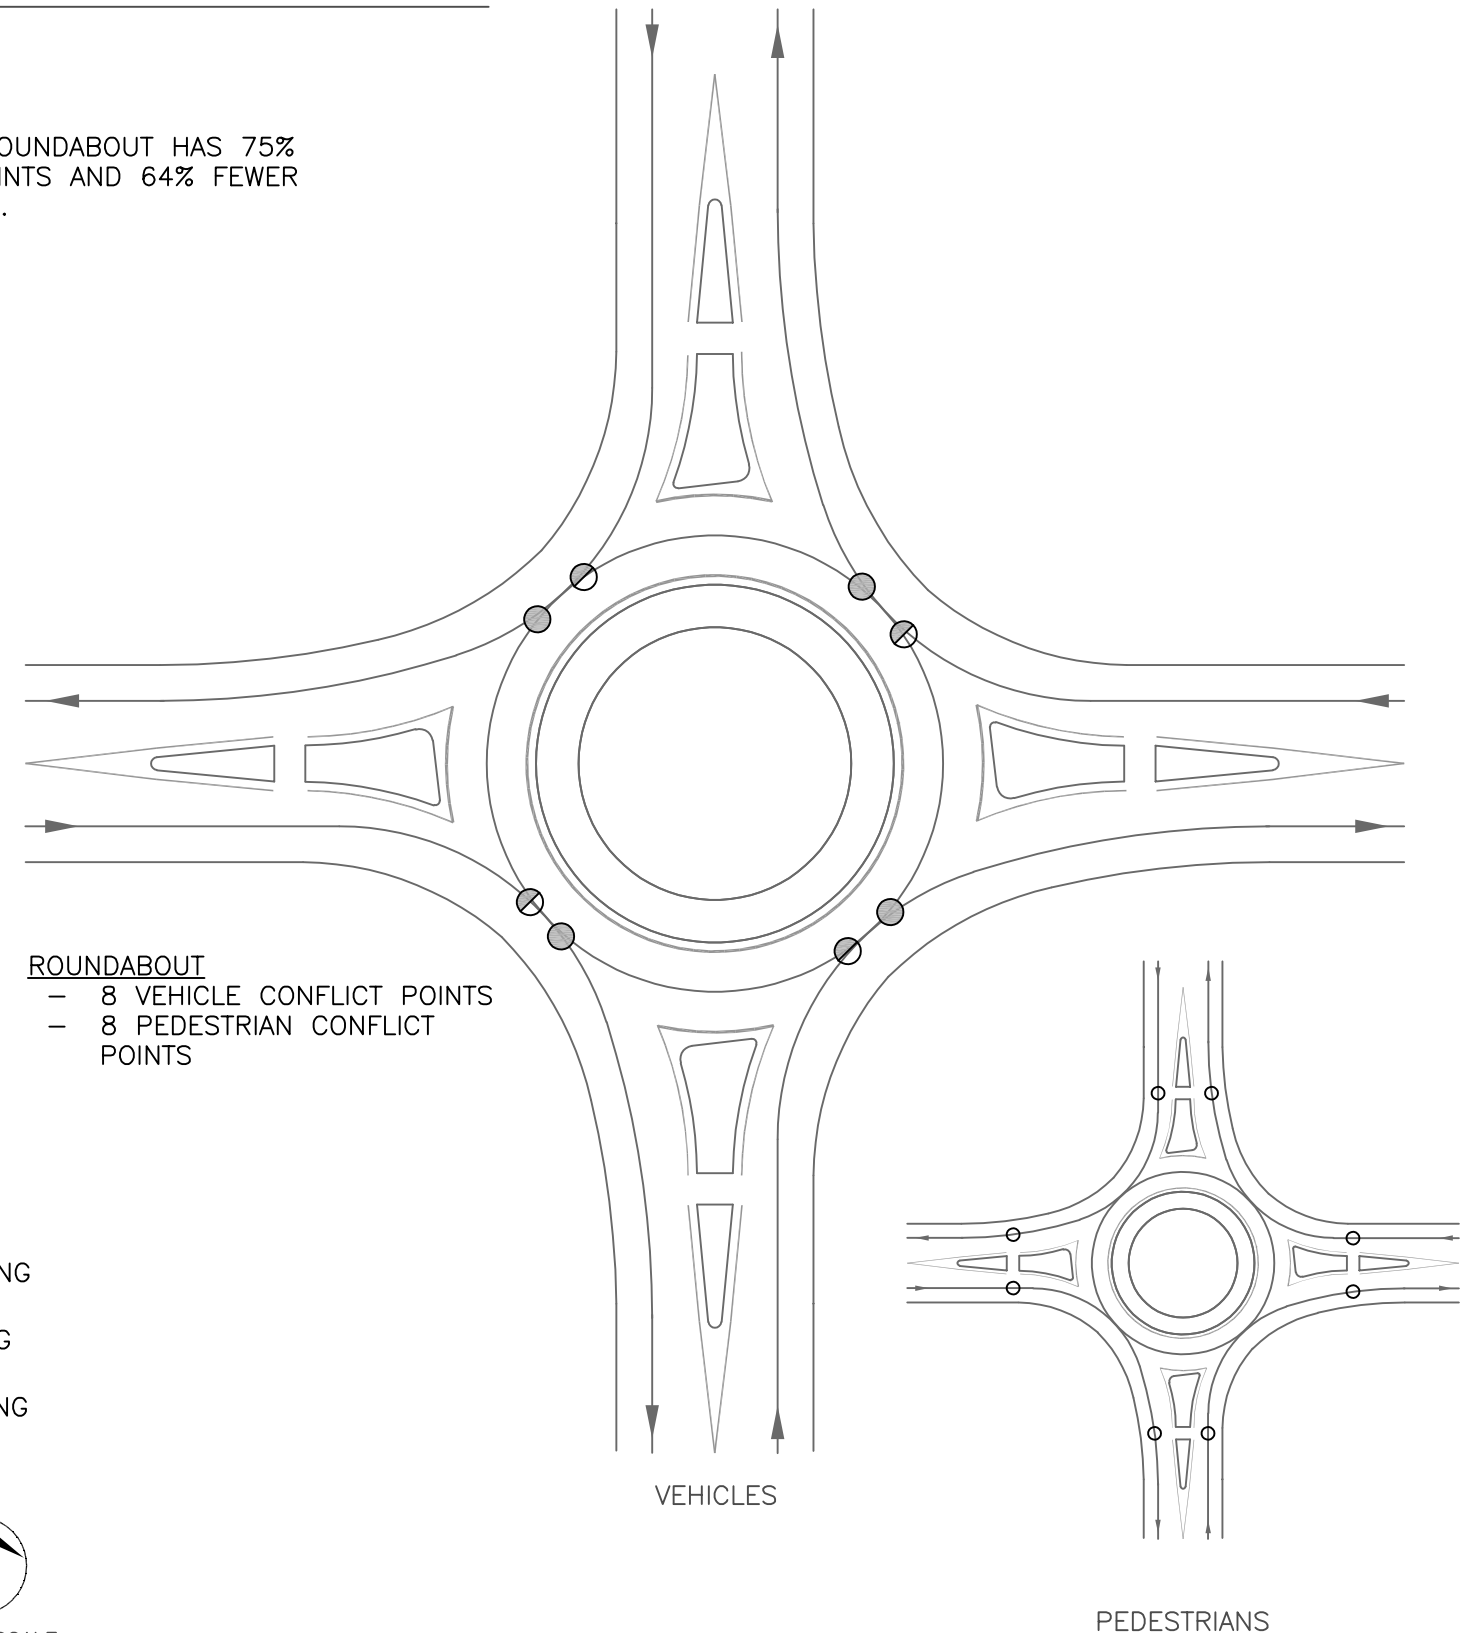 OUNDABOUT HAS 75%
INTS AND 64% FEWER
.
ROUNDABOUT
- 8 VEHICLE CONFLICT POINTS
- 8 PEDESTRIAN CONFLICT
POINTS
NG
G
NG
VEHICLES
PEDESTRIANS